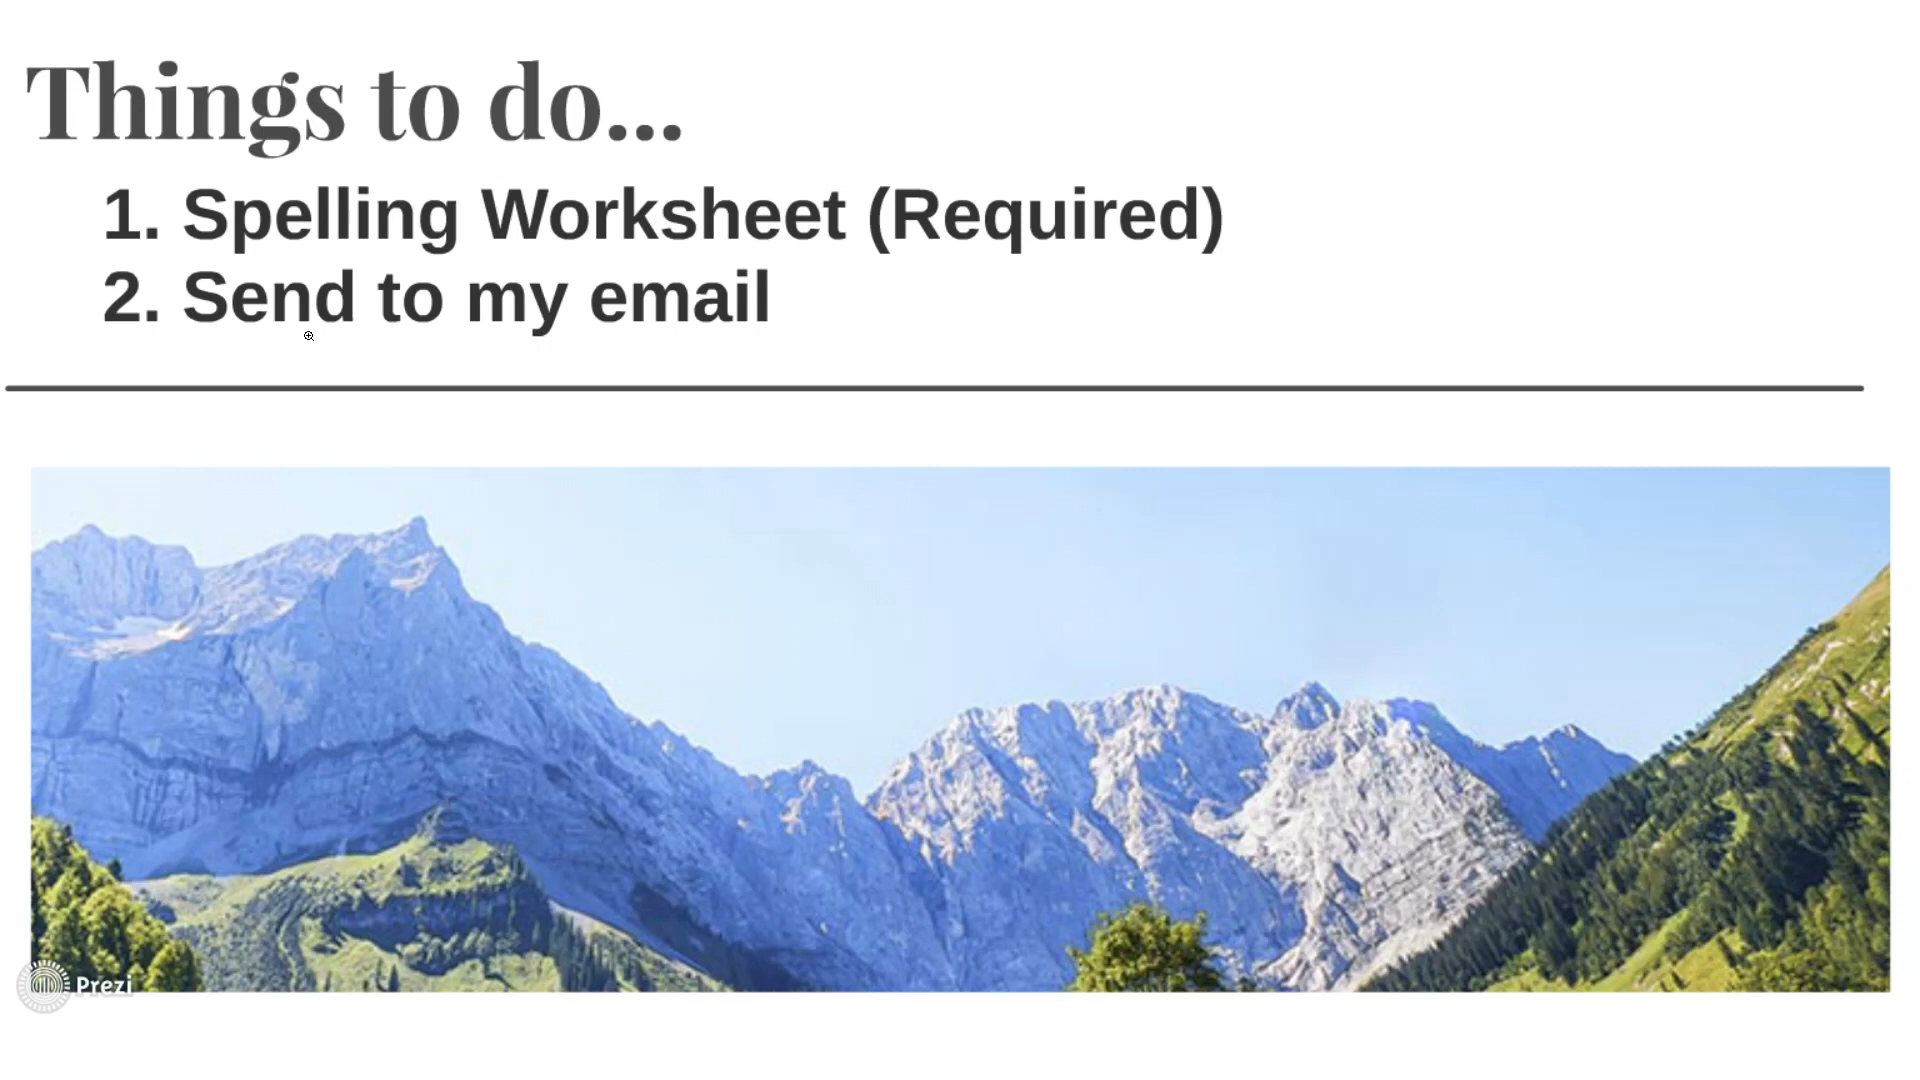 Things to do...
1. Spelling Worksheet (Required)
2. Send to my email
Prezi